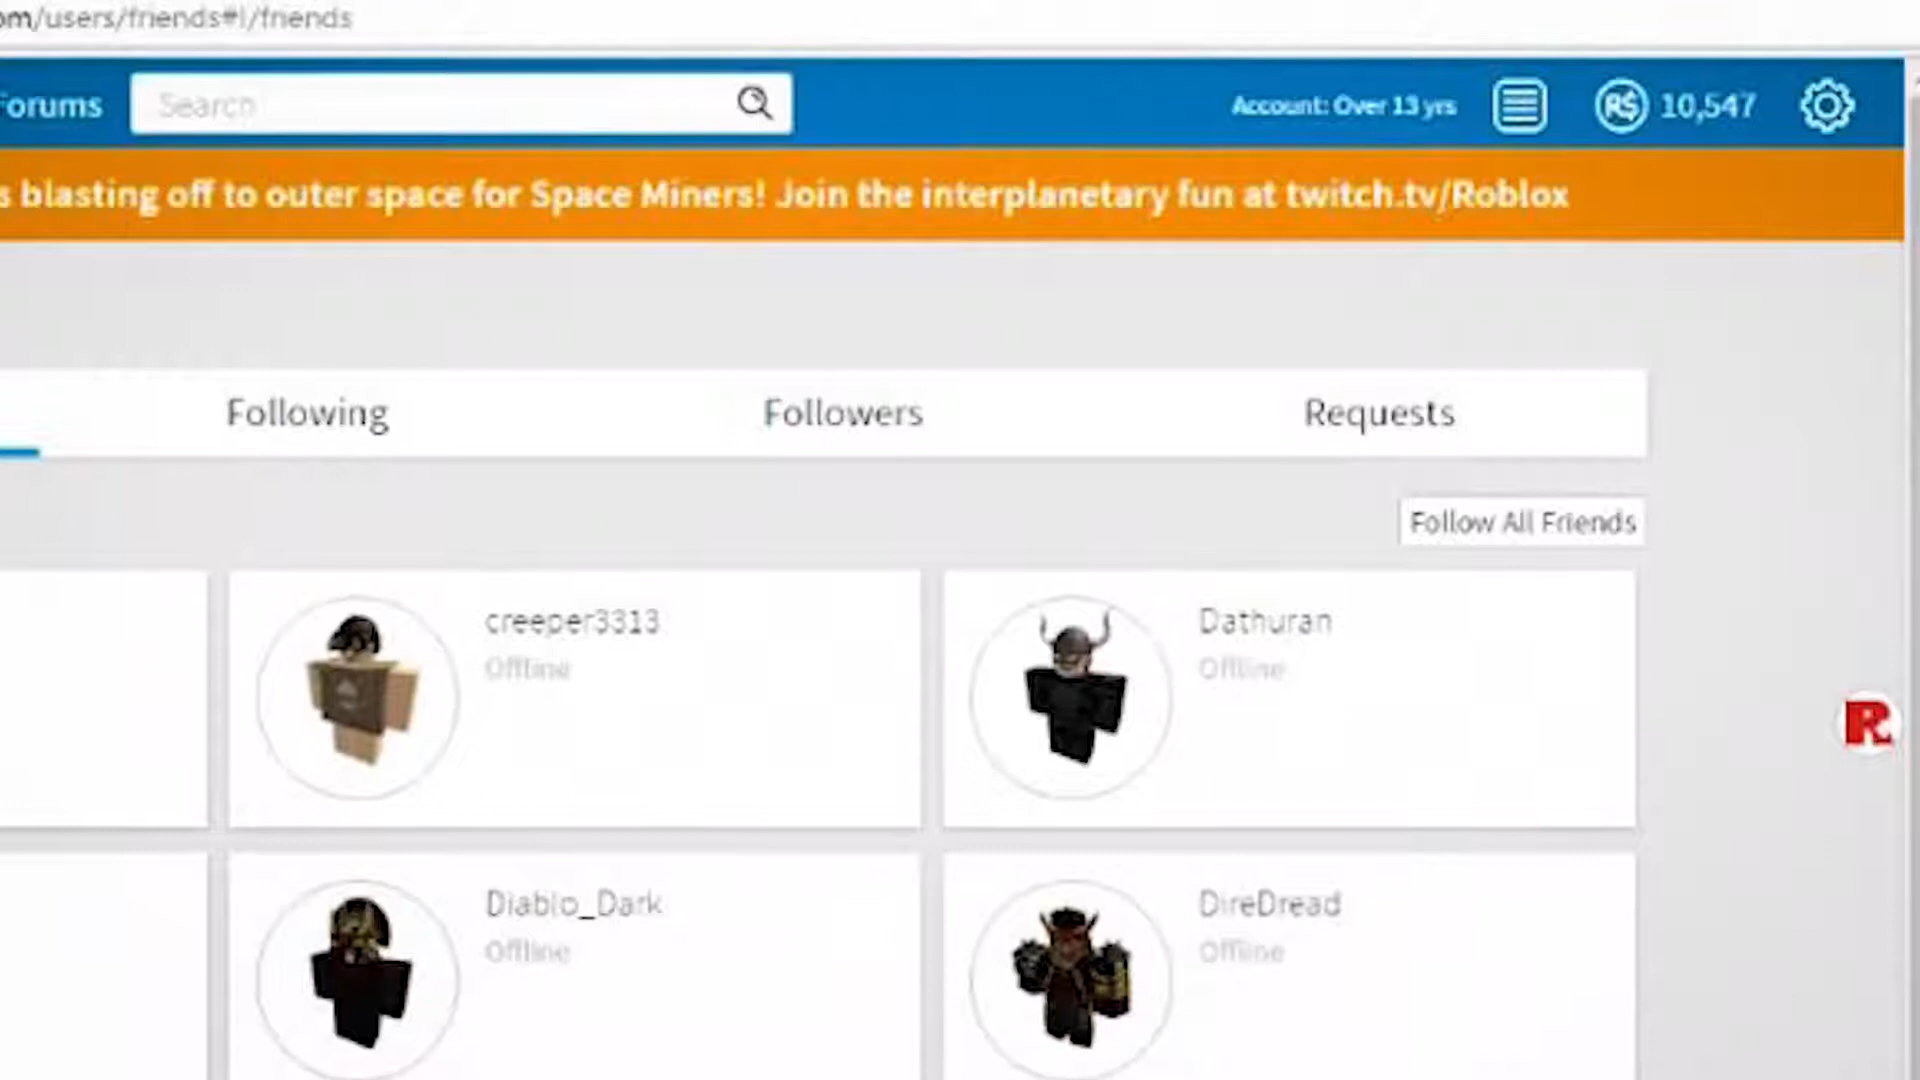 om/users/friends#!/friends
Forums
Search
Account: Over 13 yrs
R$ 10,547
s blasting off to outer space for Space Miners! Join the interplanetary fun at twitch.tv/Roblox
Following
Followers
Requests
Follow All Friends
creeper3313
Offline
Dathuran
Offline
R
Diablo_Dark
Offline
DireDread
Offline